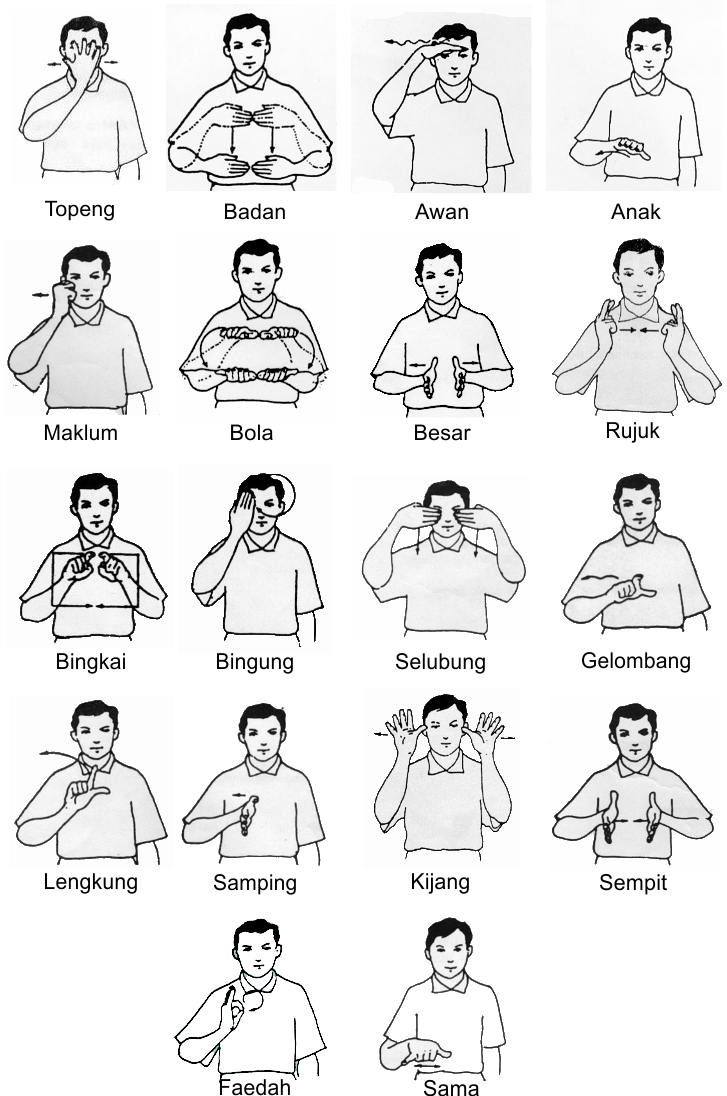 Topeng
Badan
Awan
Anak
Maklum
Bola
Besar
Rujuk
Bingkai
Bingung
Selubung
Gelombang
Lengkung
Samping
Kijang
Sempit
Faedah
Sama